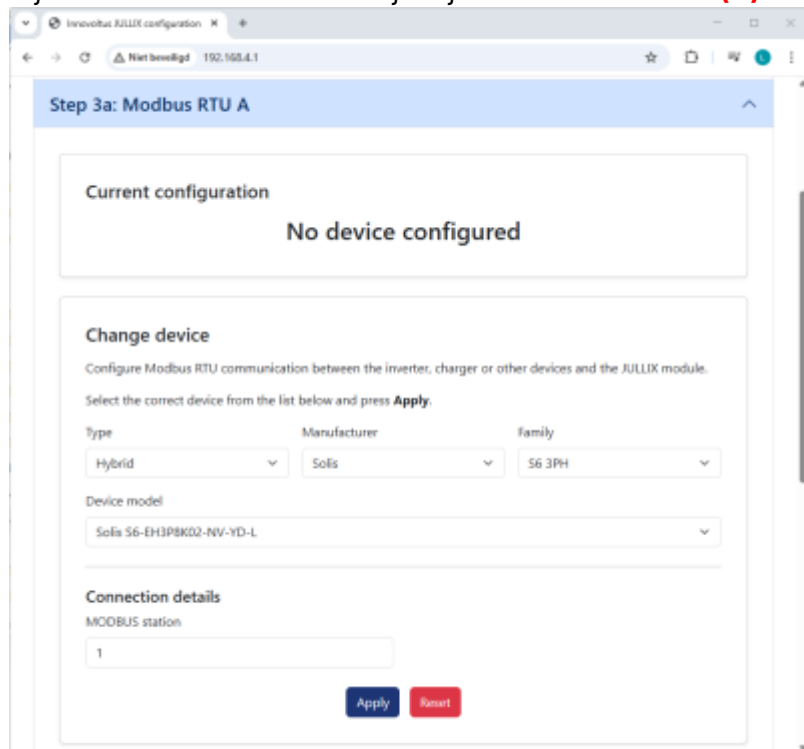 Innovoltus JULLIX configuration
Niet beveiligd 192.168.4.1
Step 3a: Modbus RTU A
Current configuration
No device configured
Change device
Configure Modbus RTU communication between the inverter, charger or other devices and the JULLIX module.
Select the correct device from the list below and press Apply.
Type Manufacturer Family
Hybrid Solis S6 3PH
Device model
Solis S6-EH3P8K02-NV-YD-L
Connection details
MODBUS station
1
Apply Reset